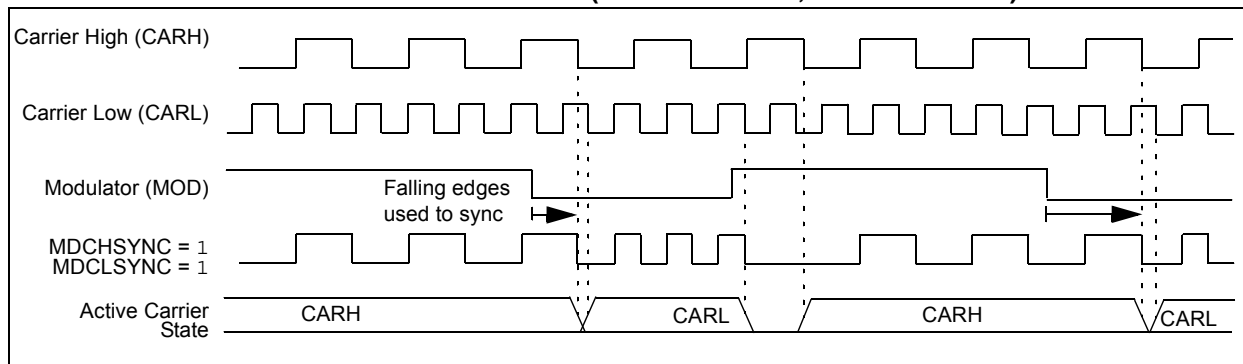 Carrier High (CARH)
Carrier Low (CARL)
Modulator (MOD)
Falling edges
used to sync
MDCHSYNC = 1
MDCLSYNC = 1
Active Carrier
State
CARH
CARL
CARH
CARL